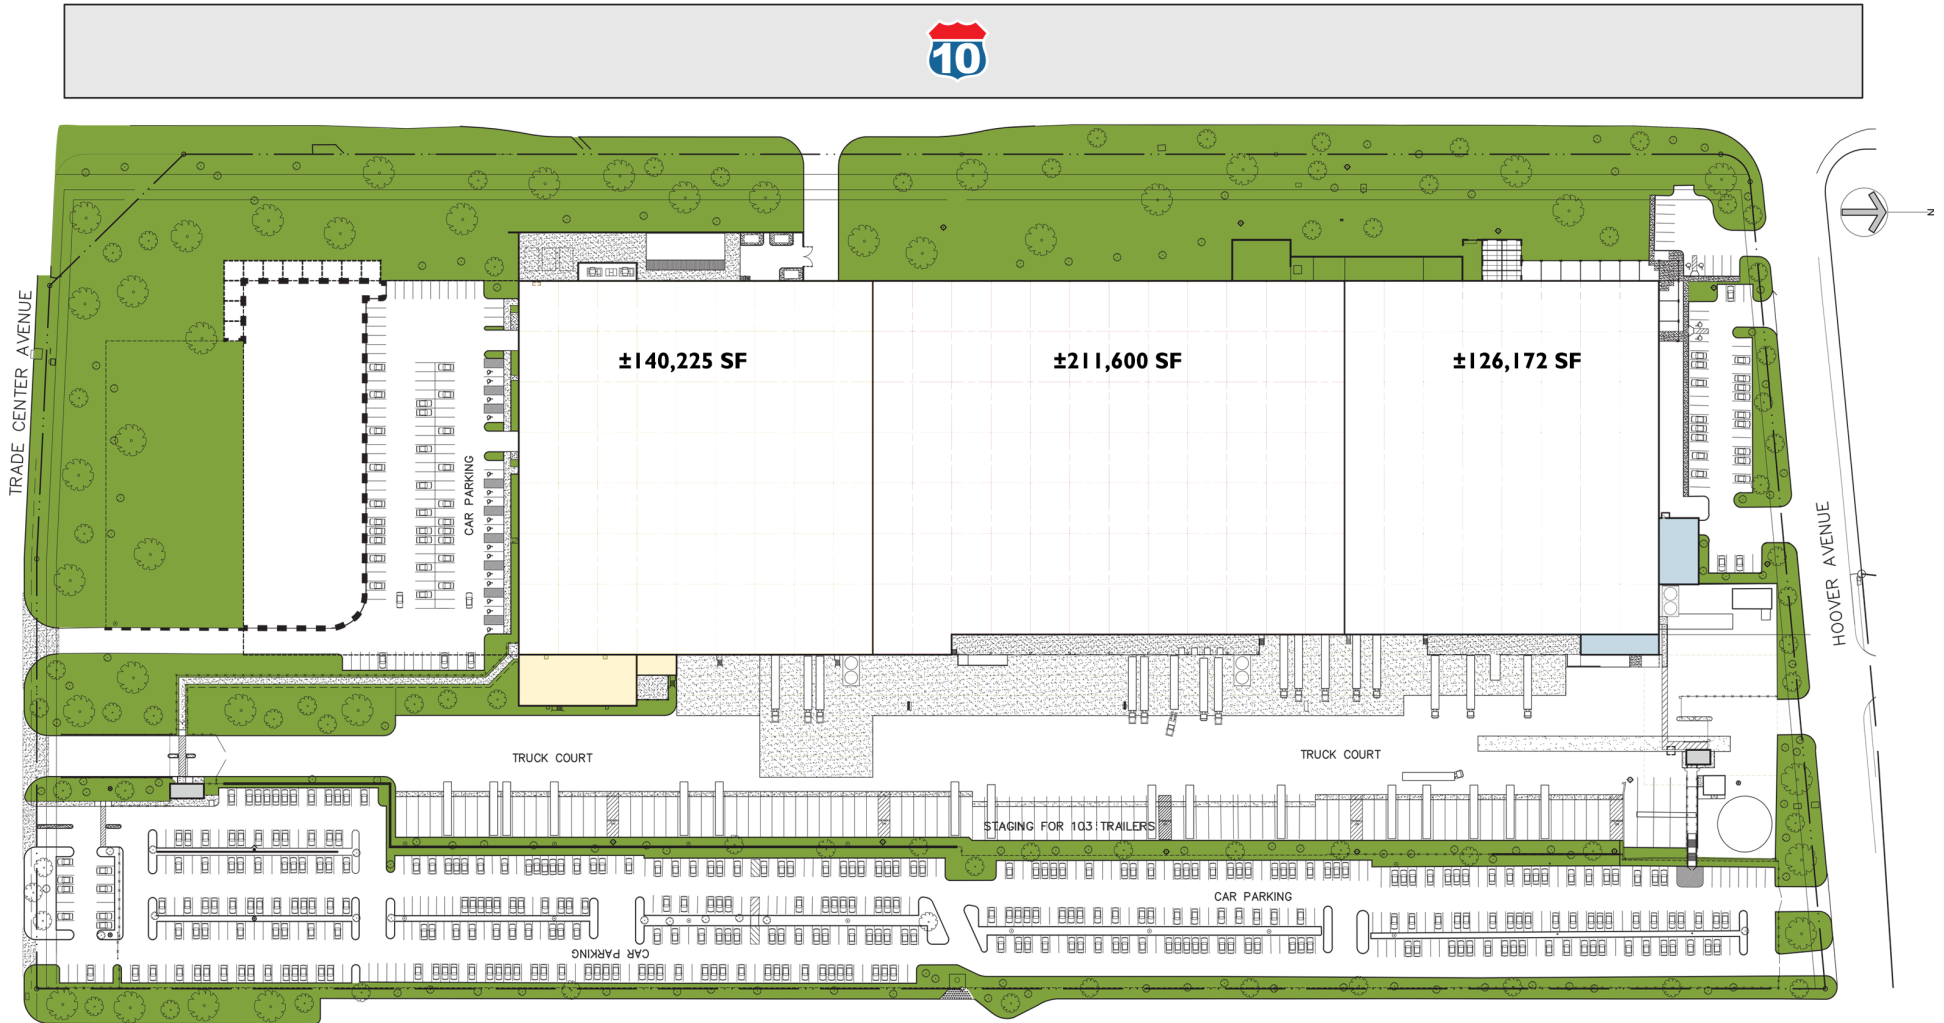 10
N
TRADE CENTER AVENUE
±140,225 SF
±211,600 SF
±126,172 SF
CAR PARKING
HOOVER AVENUE
TRUCK COURT
TRUCK COURT
STAGING FOR 103 TRAILERS
CAR PARKING
CAR PARKING